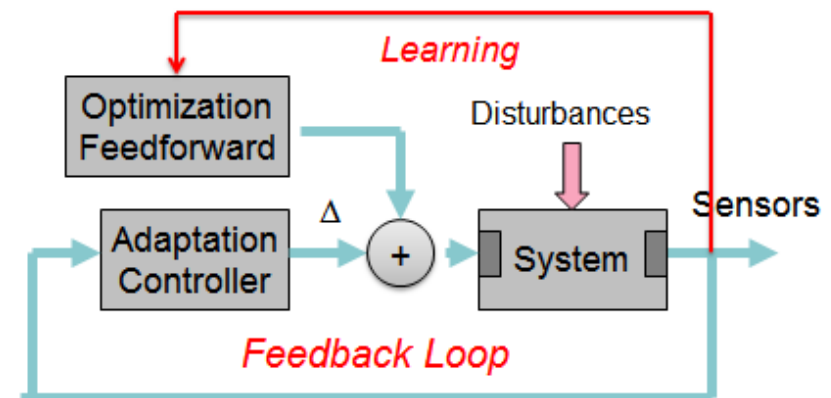 Learning
Optimization
Feedforward
Disturbances
Sensors
Δ
Adaptation
Controller
+
System
Feedback Loop